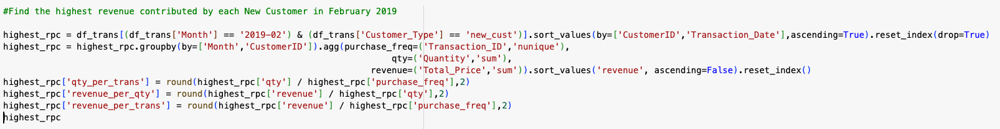 #Find the highest revenue contributed by each New Customer in February 2019
highest_rpc = df_trans[(df_trans['Month'] == '2019-02') & (df_trans['Customer_Type'] == 'new_cust')].sort_values(by=['CustomerID','Transaction_Date'],ascending=True).reset_index(drop=True)
highest_rpc = highest_rpc.groupby(by=['Month','CustomerID']).agg(purchase_freq=('Transaction_ID','nunique'),
qty=('Quantity','sum'),
revenue=('Total_Price','sum')).sort_values('revenue', ascending=False).reset_index()
highest_rpc['qty_per_trans'] = round(highest_rpc['qty'] / highest_rpc['purchase_freq'],2)
highest_rpc['revenue_per_qty'] = round(highest_rpc['revenue'] / highest_rpc['qty'],2)
highest_rpc['revenue_per_trans'] = round(highest_rpc['revenue'] / highest_rpc['purchase_freq'],2)
highest_rpc